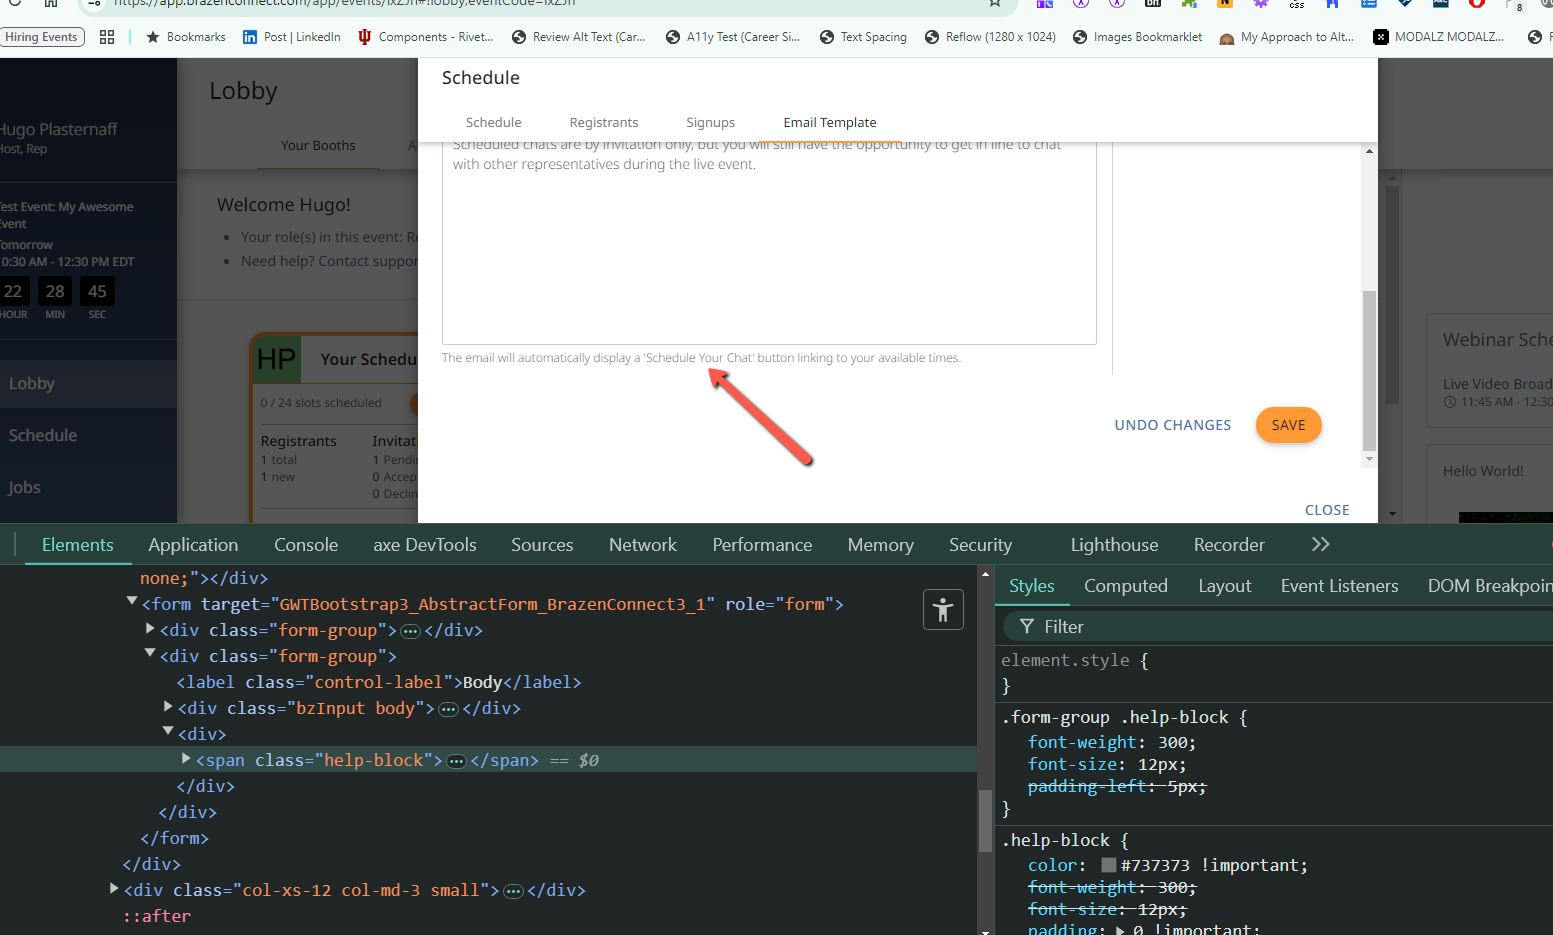 https://app.brazenconnect.com/app/events/
8
Hiring Events
Bookmarks
Post | LinkedIn
Components - Rivet...
Review Alt Text (Car...
A11y Test (Career Si...
Text Spacing
Reflow (1280 x 1024)
Images Bookmarklet
My Approach to Alt...
MODALZ MODALZ...
Hugo Plasternaff
Host, Rep
Test Event: My Awesome
Event
Tomorrow
0:30 AM - 12:30 PM EDT
22 28 45
HOUR MIN SEC
Lobby
Schedule
Jobs
Lobby
Your Booths
Welcome Hugo!
Your role(s) in this event: Re
Need help? Contact suppor
HP
Your Schedu
0 / 24 slots scheduled
Registrants
1 total
1 new
Invitat
1 Pendi
0 Accep
0 Declin
Schedule
Schedule
Registrants
Signups
Email Template
Scheduled chats are by invitation only, but you will still have the opportunity to get in line to chat
with other representatives during the live event.
The email will automatically display a 'Schedule Your Chat' button linking to your available times.
UNDO CHANGES
SAVE
CLOSE
Webinar Sche
Live Video Broad
11:45 AM - 12:30
Hello World!
Elements
Application
Console
axe DevTools
Sources
Network
Performance
Memory
Security
Lighthouse
Recorder
none;"></div>
<form target="GWTBootstrap3_AbstractForm_BrazenConnect3_1" role="form">
<div class="form-group">…</div>
<div class="form-group">
<label class="control-label">Body</label>
<div class="bzInput body">…</div>
<div>
<span class="help-block">…</span> == $0
</div>
</div>
</form>
</div>
<div class="col-xs-12 col-md-3 small">…</div>
::after
Styles
Computed
Layout
Event Listeners
DOM Breakpoin
Filter
element.style {
}
.form-group .help-block {
font-weight: 300;
font-size: 12px;
padding-left: 5px;
}
.help-block {
color: #737373 !important;
font-weight: 300;
font-size: 12px;
padding: 0 !important;